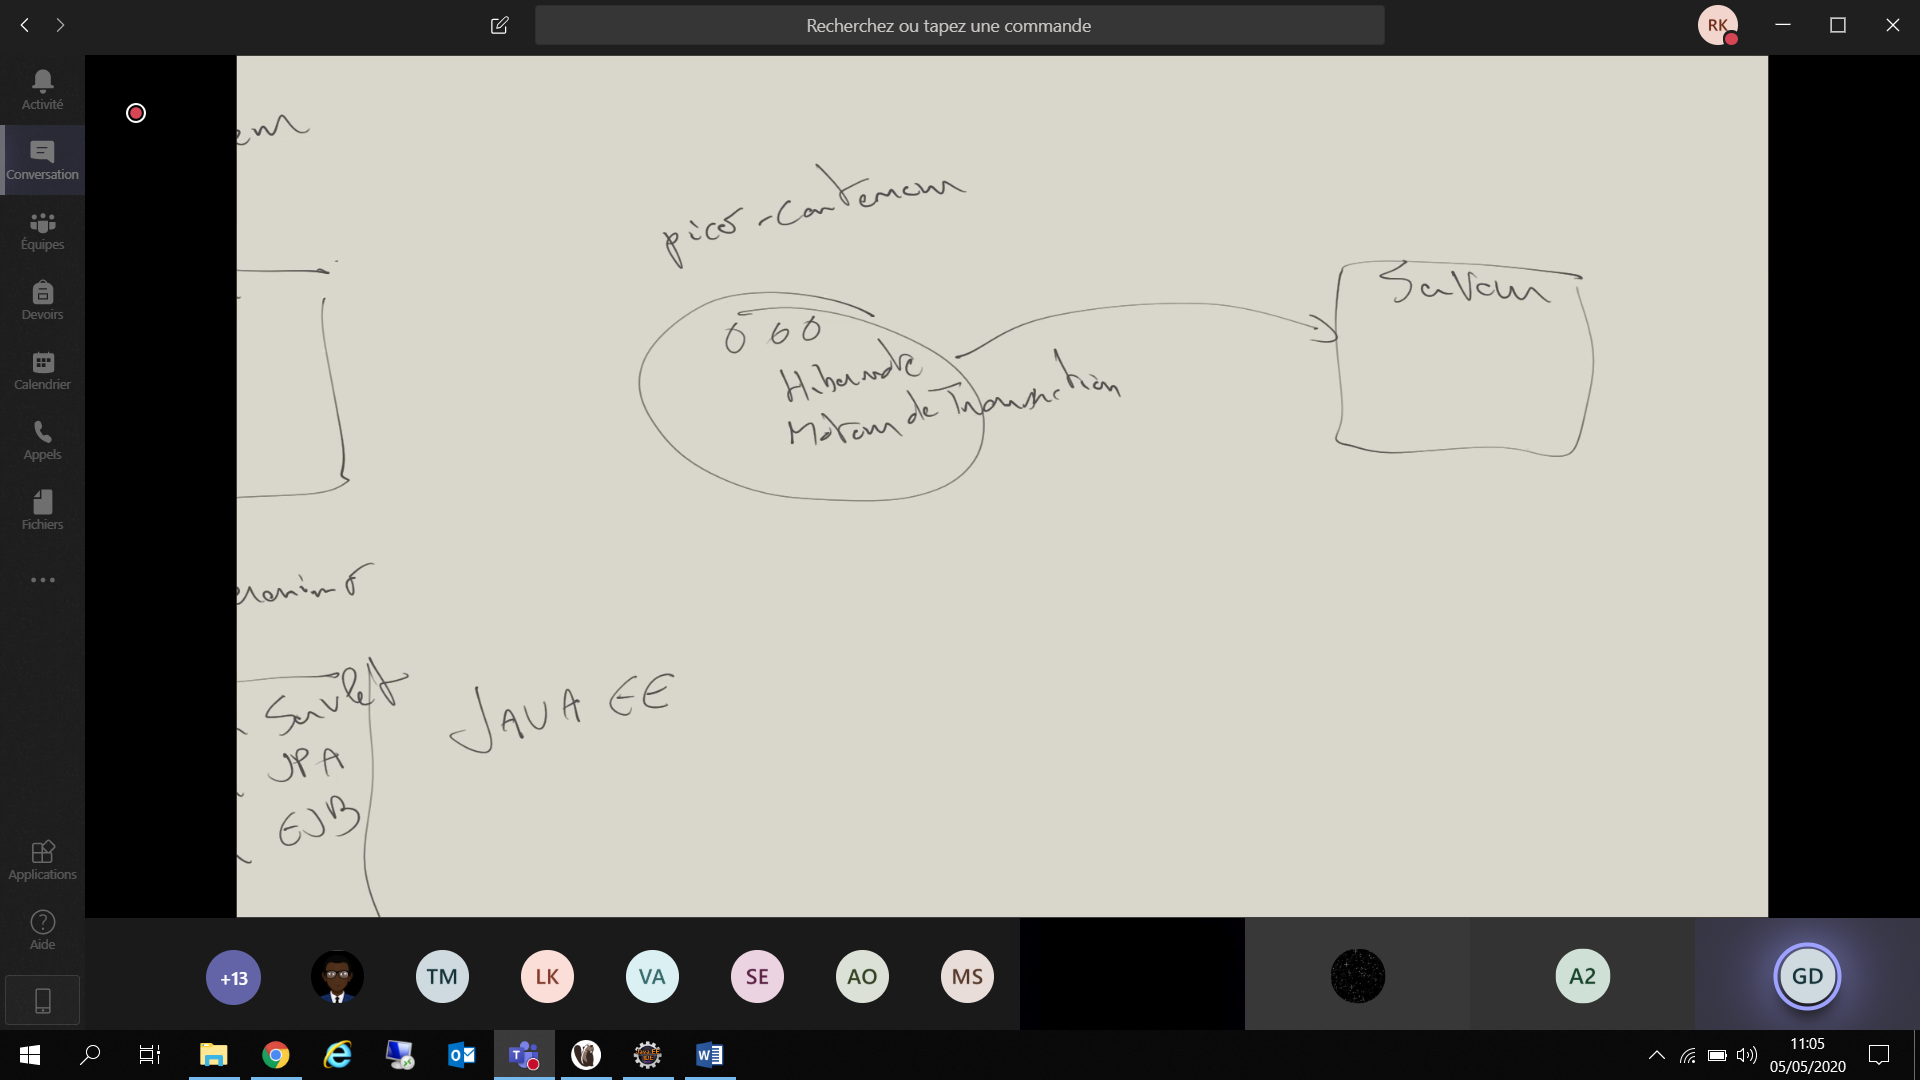 Recherchez ou tapez une commande
RK
Activité
Conversation
Équipes
Devoirs
Calendrier
Appels
Fichiers
Applications
Aide
pico-conteneur
Hibernate
Moteur de Transaction
Serveur
Servlet
JPA
EJB
JAVA EE
+13
TM
LK
VA
SE
AO
MS
A2
GD
11:05
05/05/2020